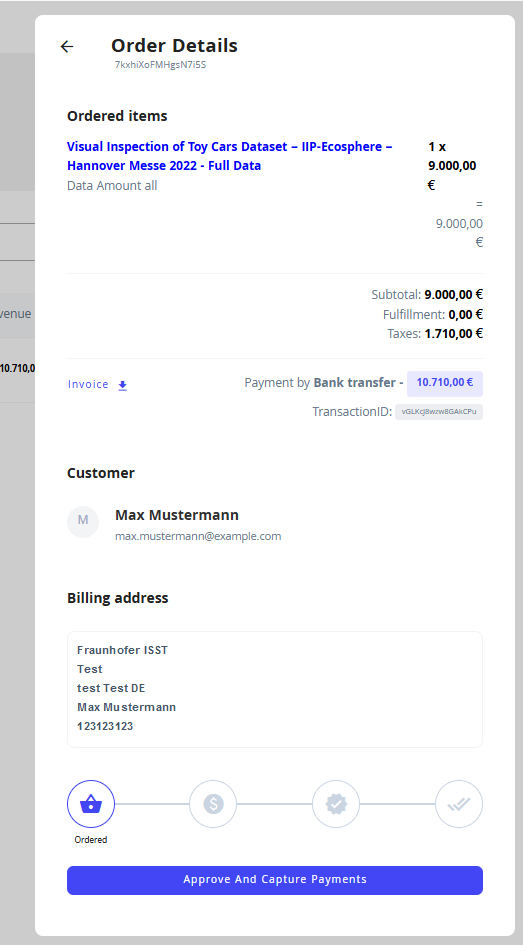 Order Details
7kxhiXoFMHgsN7i5S
Ordered items
Visual Inspection of Toy Cars Dataset – IIP-Ecosphere –
Hannover Messe 2022 - Full Data
Data Amount all
1 x
9.000,00
€
=
9.000,00
€
Subtotal: 9.000,00 €
Fulfillment: 0,00 €
Taxes: 1.710,00 €
venue
10.710,0
Invoice
Payment by Bank transfer - 10.710,00 €
TransactionID: vGLKcJ8wzw8GAkCPu
Customer
M
Max Mustermann
max.mustermann@example.com
Billing address
Fraunhofer ISST
Test
test Test DE
Max Mustermann
123123123
Ordered
Approve And Capture Payments